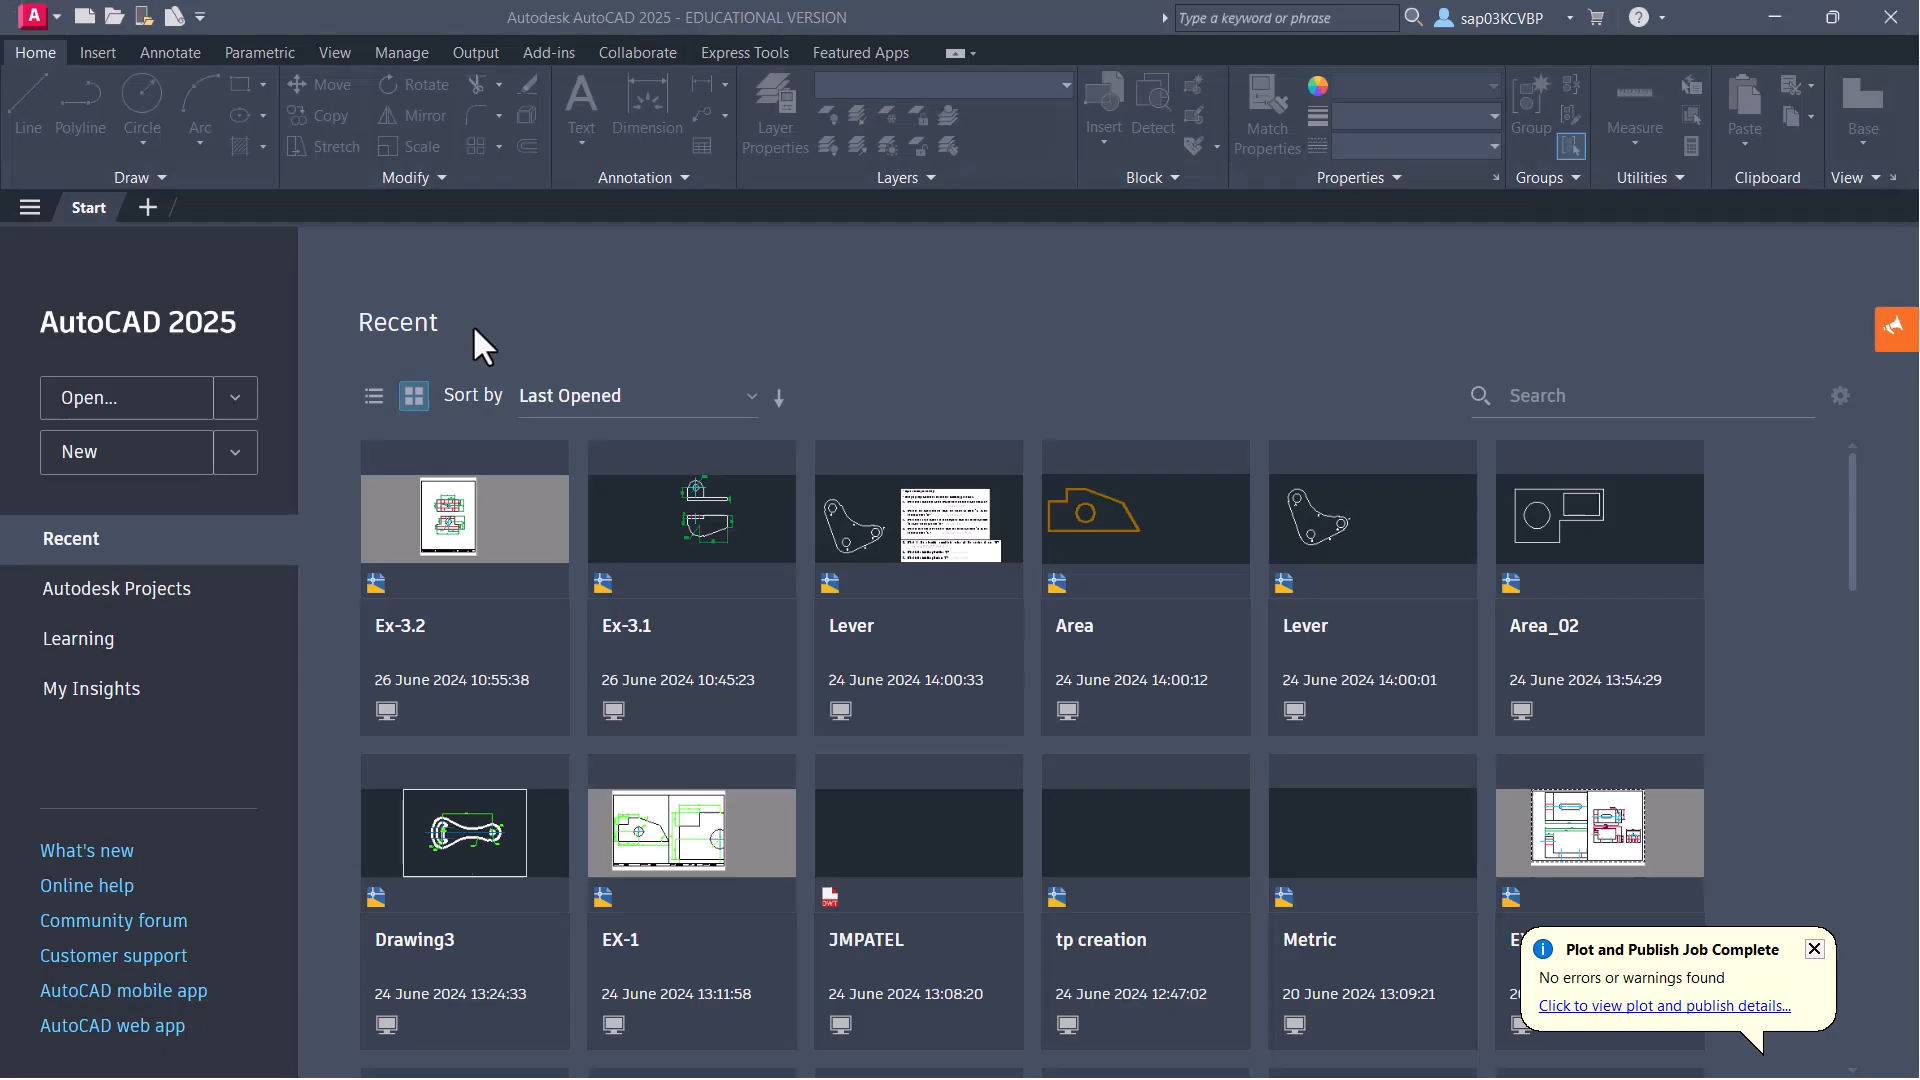 A
Autodesk AutoCAD 2025 - EDUCATIONAL VERSION
Type a keyword or phrase
sap03KCVBP
Home Insert Annotate Parametric View Manage Output Add-ins Collaborate Express Tools Featured Apps
Line Polyline Circle Arc
Move Rotate
Copy Mirror
Stretch Scale
Text Dimension
Layer Properties
Insert Detect
Match Properties
Group
Measure
Paste
Base
Draw Modify Annotation Layers Block Properties Groups Utilities Clipboard View
Start
AutoCAD 2025
Open...
New
Recent
Autodesk Projects
Learning
My Insights
What's new
Online help
Community forum
Customer support
AutoCAD mobile app
AutoCAD web app
Recent
Sort by Last Opened
Search
Ex-3.2
26 June 2024 10:55:38
Ex-3.1
26 June 2024 10:45:23
Lever
24 June 2024 14:00:33
Area
24 June 2024 14:00:12
Lever
24 June 2024 14:00:01
Area_02
24 June 2024 13:54:29
Drawing3
24 June 2024 13:24:33
EX-1
24 June 2024 13:11:58
DWT
JMPATEL
24 June 2024 13:08:20
tp creation
24 June 2024 12:47:02
Metric
20 June 2024 13:09:21
Plot and Publish Job Complete
No errors or warnings found
Click to view plot and publish details...